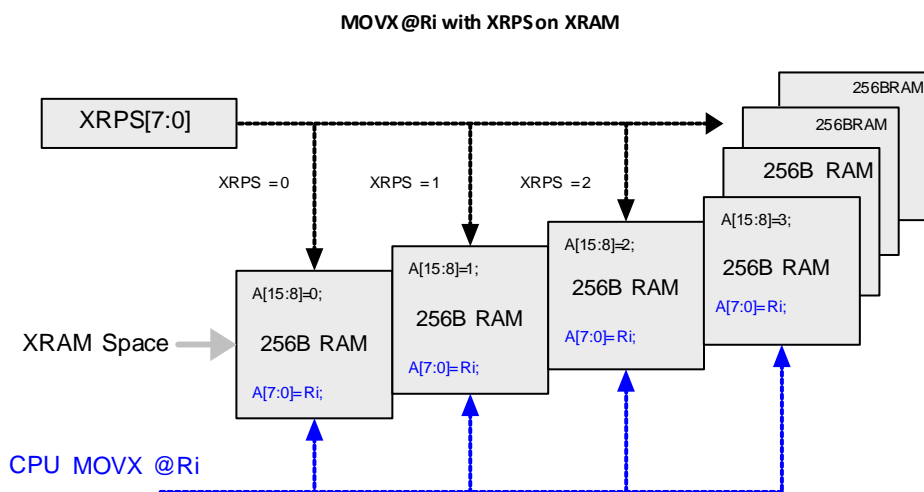 MOVX @Ri with XRPS on XRAM
256BRAM
XRPS[7:0]
256BRAM
XRPS = 0
XRPS = 1
XRPS = 2
256B RAM
A[15:8]=0;
A[15:8]=1;
A[15:8]=2;
A[15:8]=3;
256B RAM
256B RAM
256B RAM
256B RAM
A[7:0]=Ri;
A[7:0]=Ri;
A[7:0]=Ri;
A[7:0]=Ri;
XRAM Space
CPU MOVX @Ri